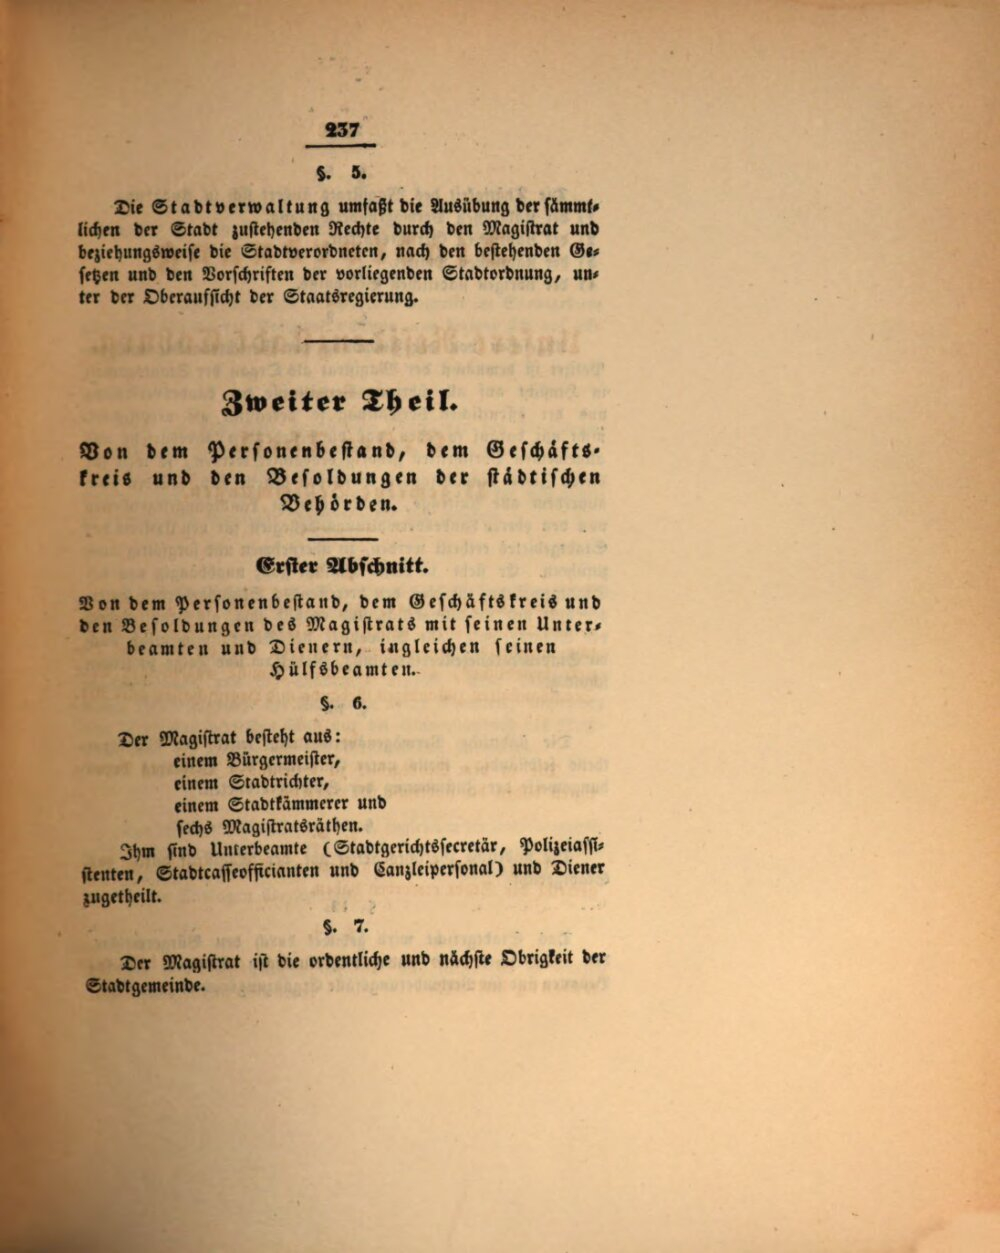 237
§. 5.
Die Stadtverwaltung umfaßt die Ausübung der sämmt-
lichen der Stadt zustehenden Rechte durch den Magistrat und
beziehungsweise die Stadtverordneten, nach den bestehenden Ge-
setzen und den Vorschriften der vorliegenden Stadtordnung, un-
ter der Oberaufsicht der Staatsregierung.
Zweiter Theil.
Von dem Personenbestand, dem Geschäfts-
kreis und den Besoldungen der städtischen
Behörden.
Erster Abschnitt.
Von dem Personenbestand, dem Geschäftskreis und
den Besoldungen des Magistrats mit seinen Unter-
beamten und Dienern, ingleichen seinen
Hülfsbeamten.
§. 6.
Der Magistrat besteht aus:
einem Bürgermeister,
einem Stadtrichter,
einem Stadtkämmerer und
sechs Magistratsräthen.
Ihm sind Unterbeamte (Stadtgerichtssecretär, Polizeiassi-
stenten, Stadtcasseofficianten und Canzleipersonal) und Diener
zugetheilt.
§. 7.
Der Magistrat ist die ordentliche und nächste Obrigkeit der
Stadtgemeinde.